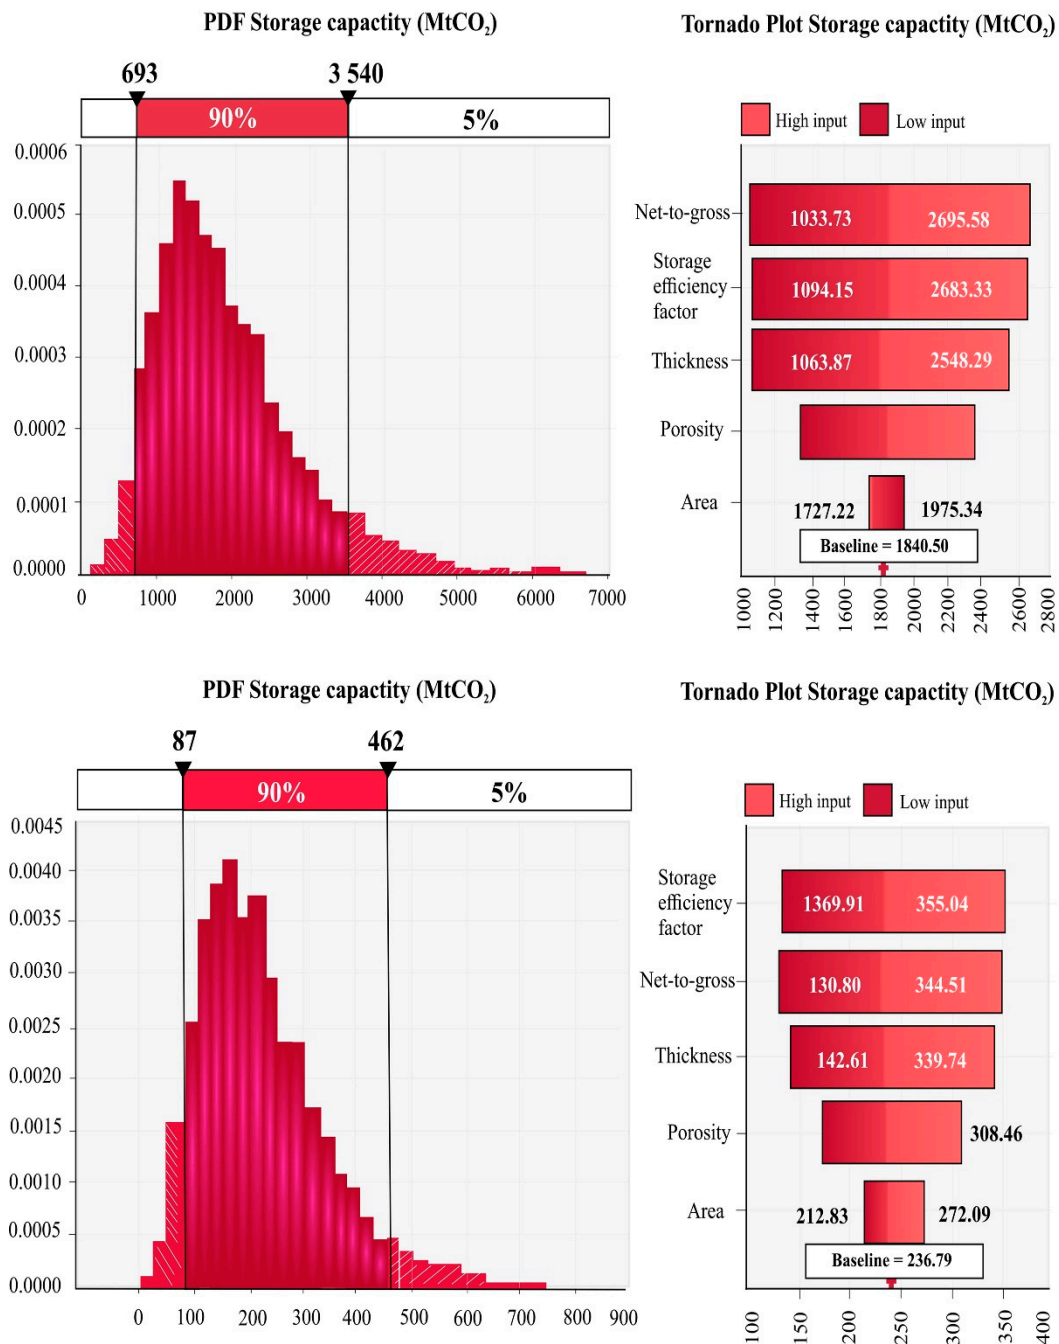 PDF Storage capactity (MtCO₂)
693
3 540
90%
5%
0.0006
0.0005
0.0004
0.0003
0.0002
0.0001
0.0000
0 1000 2000 3000 4000 5000 6000 7000
Tornado Plot Storage capactity (MtCO₂)
High input Low input
Net-to-gross
1033.73 2695.58
Storage
efficiency
factor
1094.15 2683.33
Thickness
1063.87 2548.29
Porosity
Area
1727.22 1975.34
Baseline = 1840.50
1000 1200 1400 1600 1800 2000 2200 2400 2600 2800
PDF Storage capactity (MtCO₂)
87
462
90%
5%
0.0045
0.0040
0.0035
0.0030
0.0025
0.0020
0.0015
0.0010
0.0005
0.0000
0 100 200 300 400 500 600 700 800 900
Tornado Plot Storage capactity (MtCO₂)
High input Low input
Storage
efficiency
factor
1369.91 355.04
Net-to-gross
130.80 344.51
Thickness
142.61 339.74
Porosity
308.46
Area
212.83 272.09
Baseline = 236.79
100 150 200 250 300 350 400